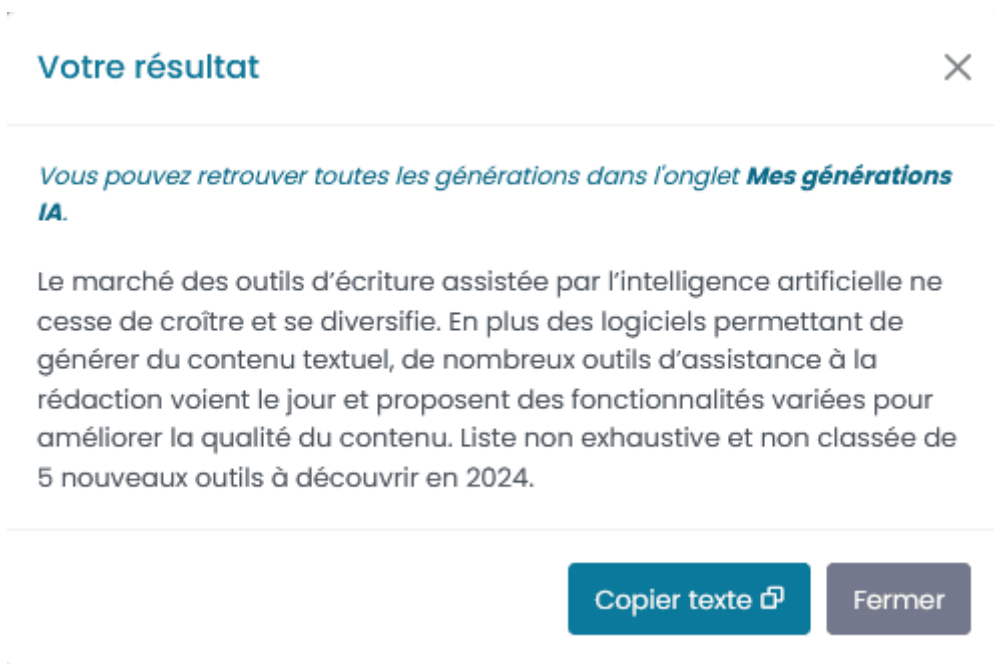 Votre résultat
Vous pouvez retrouver toutes les générations dans l'onglet Mes générations
IA.
Le marché des outils d’écriture assistée par l’intelligence artificielle ne
cesse de croître et se diversifie. En plus des logiciels permettant de
générer du contenu textuel, de nombreux outils d’assistance à la
rédaction voient le jour et proposent des fonctionnalités variées pour
améliorer la qualité du contenu. Liste non exhaustive et non classée de
5 nouveaux outils à découvrir en 2024.
Copier texte
Fermer